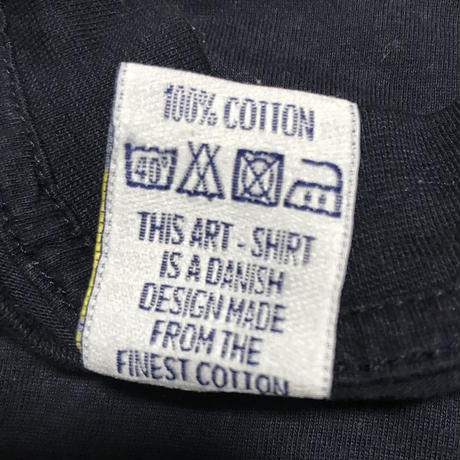 100% COTTON
40°
THIS ART - SHIRT
IS A DANISH
DESIGN MADE
FROM THE
FINEST COTTON